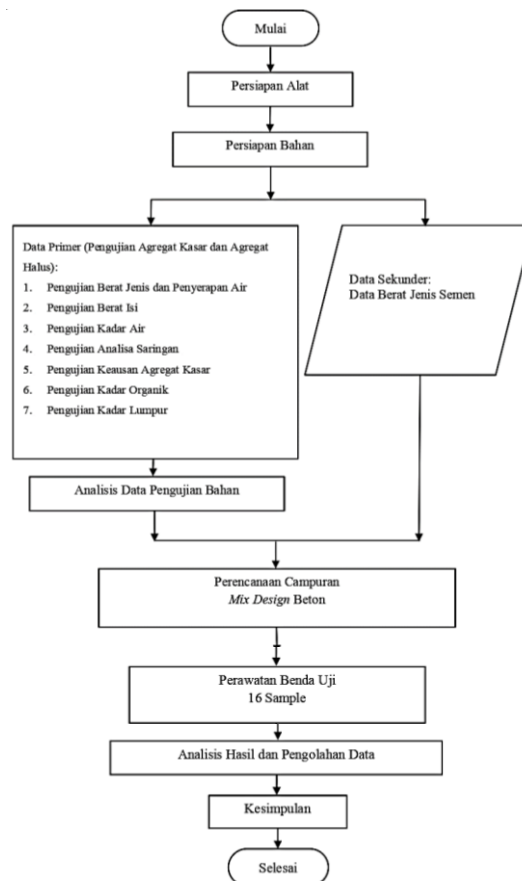 Mulai
Persiapan Alat
Persiapan Bahan
Data Primer (Pengujian Agregat Kasar dan Agregat
Halus):
1. Pengujian Berat Jenis dan Penyerapan Air
2. Pengujian Berat Isi
3. Pengujian Kadar Air
4. Pengujian Analisa Saringan
5. Pengujian Keausan Agregat Kasar
6. Pengujian Kadar Organik
7. Pengujian Kadar Lumpur
Data Sekunder:
Data Berat Jenis Semen
Analisis Data Pengujian Bahan
Perencanaan Campuran
Mix Design Beton
Perawatan Benda Uji
16 Sample
Analisis Hasil dan Pengolahan Data
Kesimpulan
Selesai